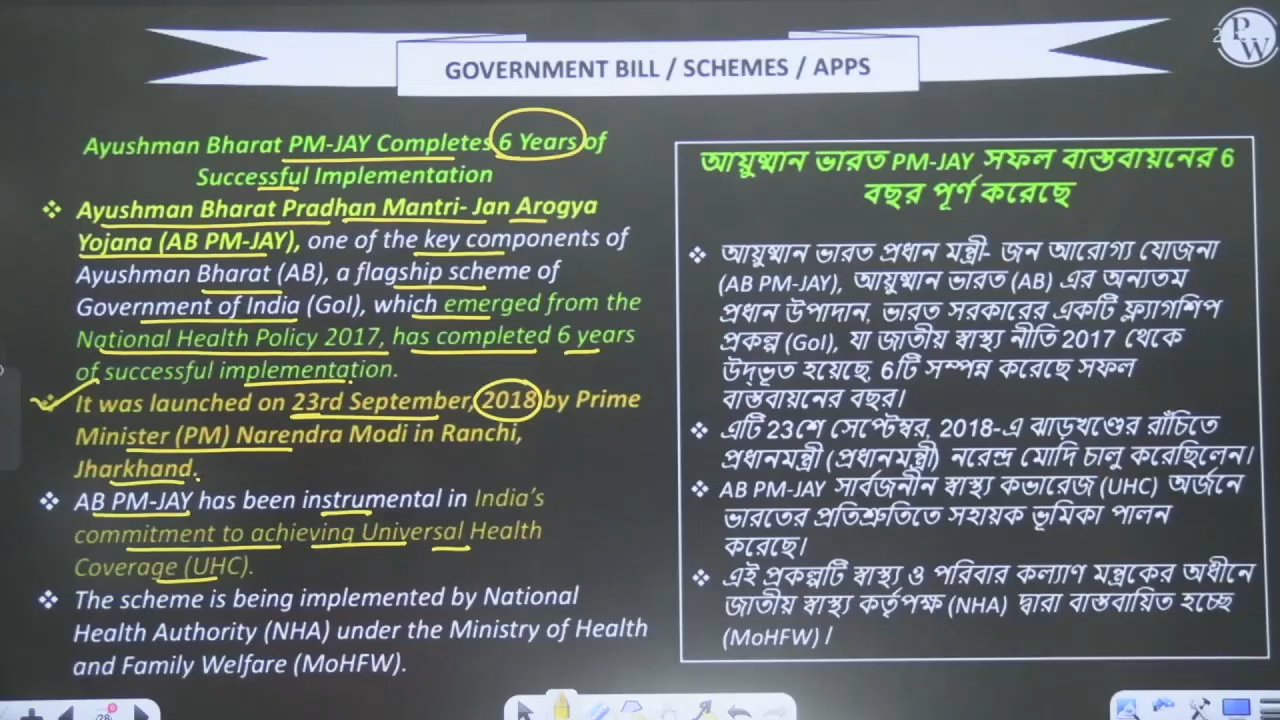 GOVERNMENT BILL / SCHEMES / APPS
PW
Ayushman Bharat PM-JAY Completes 6 Years of
Successful Implementation
❖ Ayushman Bharat Pradhan Mantri- Jan Arogya
Yojana (AB PM-JAY), one of the key components of
Ayushman Bharat (AB), a flagship scheme of
Government of India (GoI), which emerged from the
National Health Policy 2017, has completed 6 years
of successful implementation.
❖ It was launched on 23rd September, 2018 by Prime
Minister (PM) Narendra Modi in Ranchi,
Jharkhand.
❖ AB PM-JAY has been instrumental in India's
commitment to achieving Universal Health
Coverage (UHC).
❖ The scheme is being implemented by National
Health Authority (NHA) under the Ministry of Health
and Family Welfare (MoHFW).
আয়ুষ্মান ভারত PM-JAY সফল বাস্তবায়নের 6
বছর পূর্ণ করেছে
❖ আয়ুষ্মান ভারত প্রধান মন্ত্রী- জন আরোগ্য যোজনা
(AB PM-JAY), আয়ুষ্মান ভারত (AB) এর অন্যতম
প্রধান উপাদান, ভারত সরকারের একটি ফ্ল্যাগশিপ
প্রকল্প (GoI), যা জাতীয় স্বাস্থ্য নীতি 2017 থেকে
উদ্ভূত হয়েছে, 6টি সম্পন্ন করেছে সফল
বাস্তবায়নের বছর।
❖ এটি 23শে সেপ্টেম্বর, 2018-এ ঝাড়খণ্ডের রাঁচিতে
প্রধানমন্ত্রী (প্রধানমন্ত্রী) নরেন্দ্র মোদি চালু করেছিলেন।
❖ AB PM-JAY সার্বজনীন স্বাস্থ্য কভারেজ (UHC) অর্জনে
ভারতের প্রতিশ্রুতিতে সহায়ক ভূমিকা পালন
করেছে।
❖ এই প্রকল্পটি স্বাস্থ্য ও পরিবার কল্যাণ মন্ত্রকের অধীনে
জাতীয় স্বাস্থ্য কর্তৃপক্ষ (NHA) দ্বারা বাস্তবায়িত হচ্ছে
(MoHFW)।
28